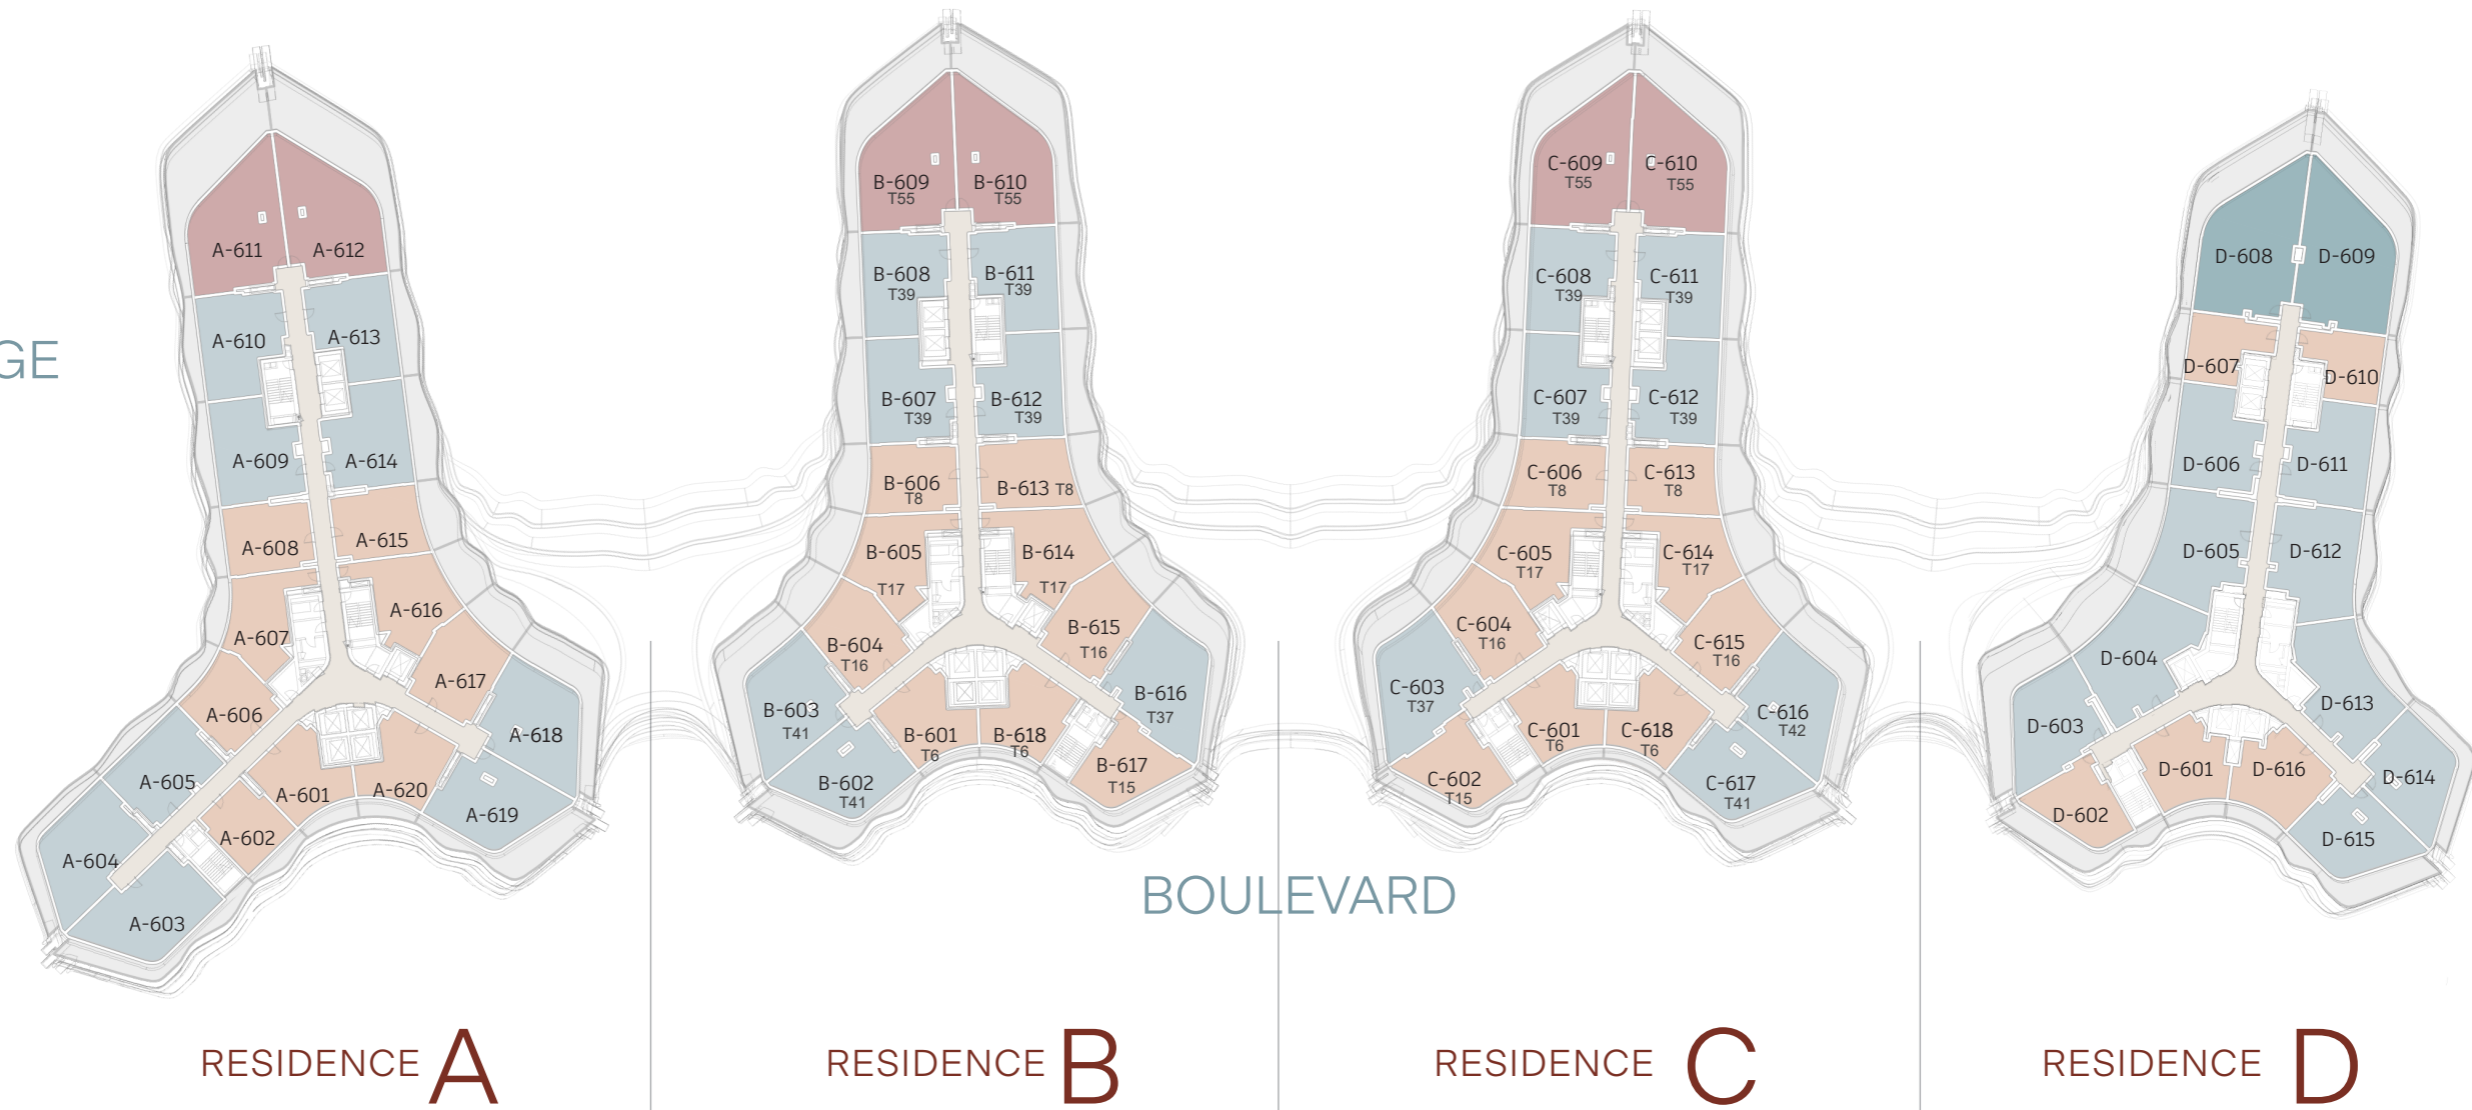 GE
A-611
A-612
A-610
A-613
A-609
A-614
A-608
A-615
A-607
A-616
A-606
A-617
A-605
A-618
A-604
A-601
A-620
A-619
A-602
A-603
B-609
T55
B-610
T55
B-608
T39
B-611
T39
B-607
T39
B-612
T39
B-606
T8
B-613 T8
B-605
T17
B-614
T17
B-604
T16
B-615
T16
B-603
T41
B-616
T37
B-601
T6
B-618
T6
B-602
T41
B-617
T15
C-609
T55
C-610
T55
C-608
T39
C-611
T39
C-607
T39
C-612
T39
C-606
T8
C-613
T8
C-605
T17
C-614
T17
C-604
T16
C-615
T16
C-603
T37
C-616
T42
C-601
T6
C-618
T6
C-602
T15
C-617
T41
D-608
D-609
D-607
D-610
D-606
D-611
D-605
D-612
D-604
D-613
D-603
D-614
D-601
D-616
D-602
D-615
BOULEVARD
RESIDENCE A
RESIDENCE B
RESIDENCE C
RESIDENCE D